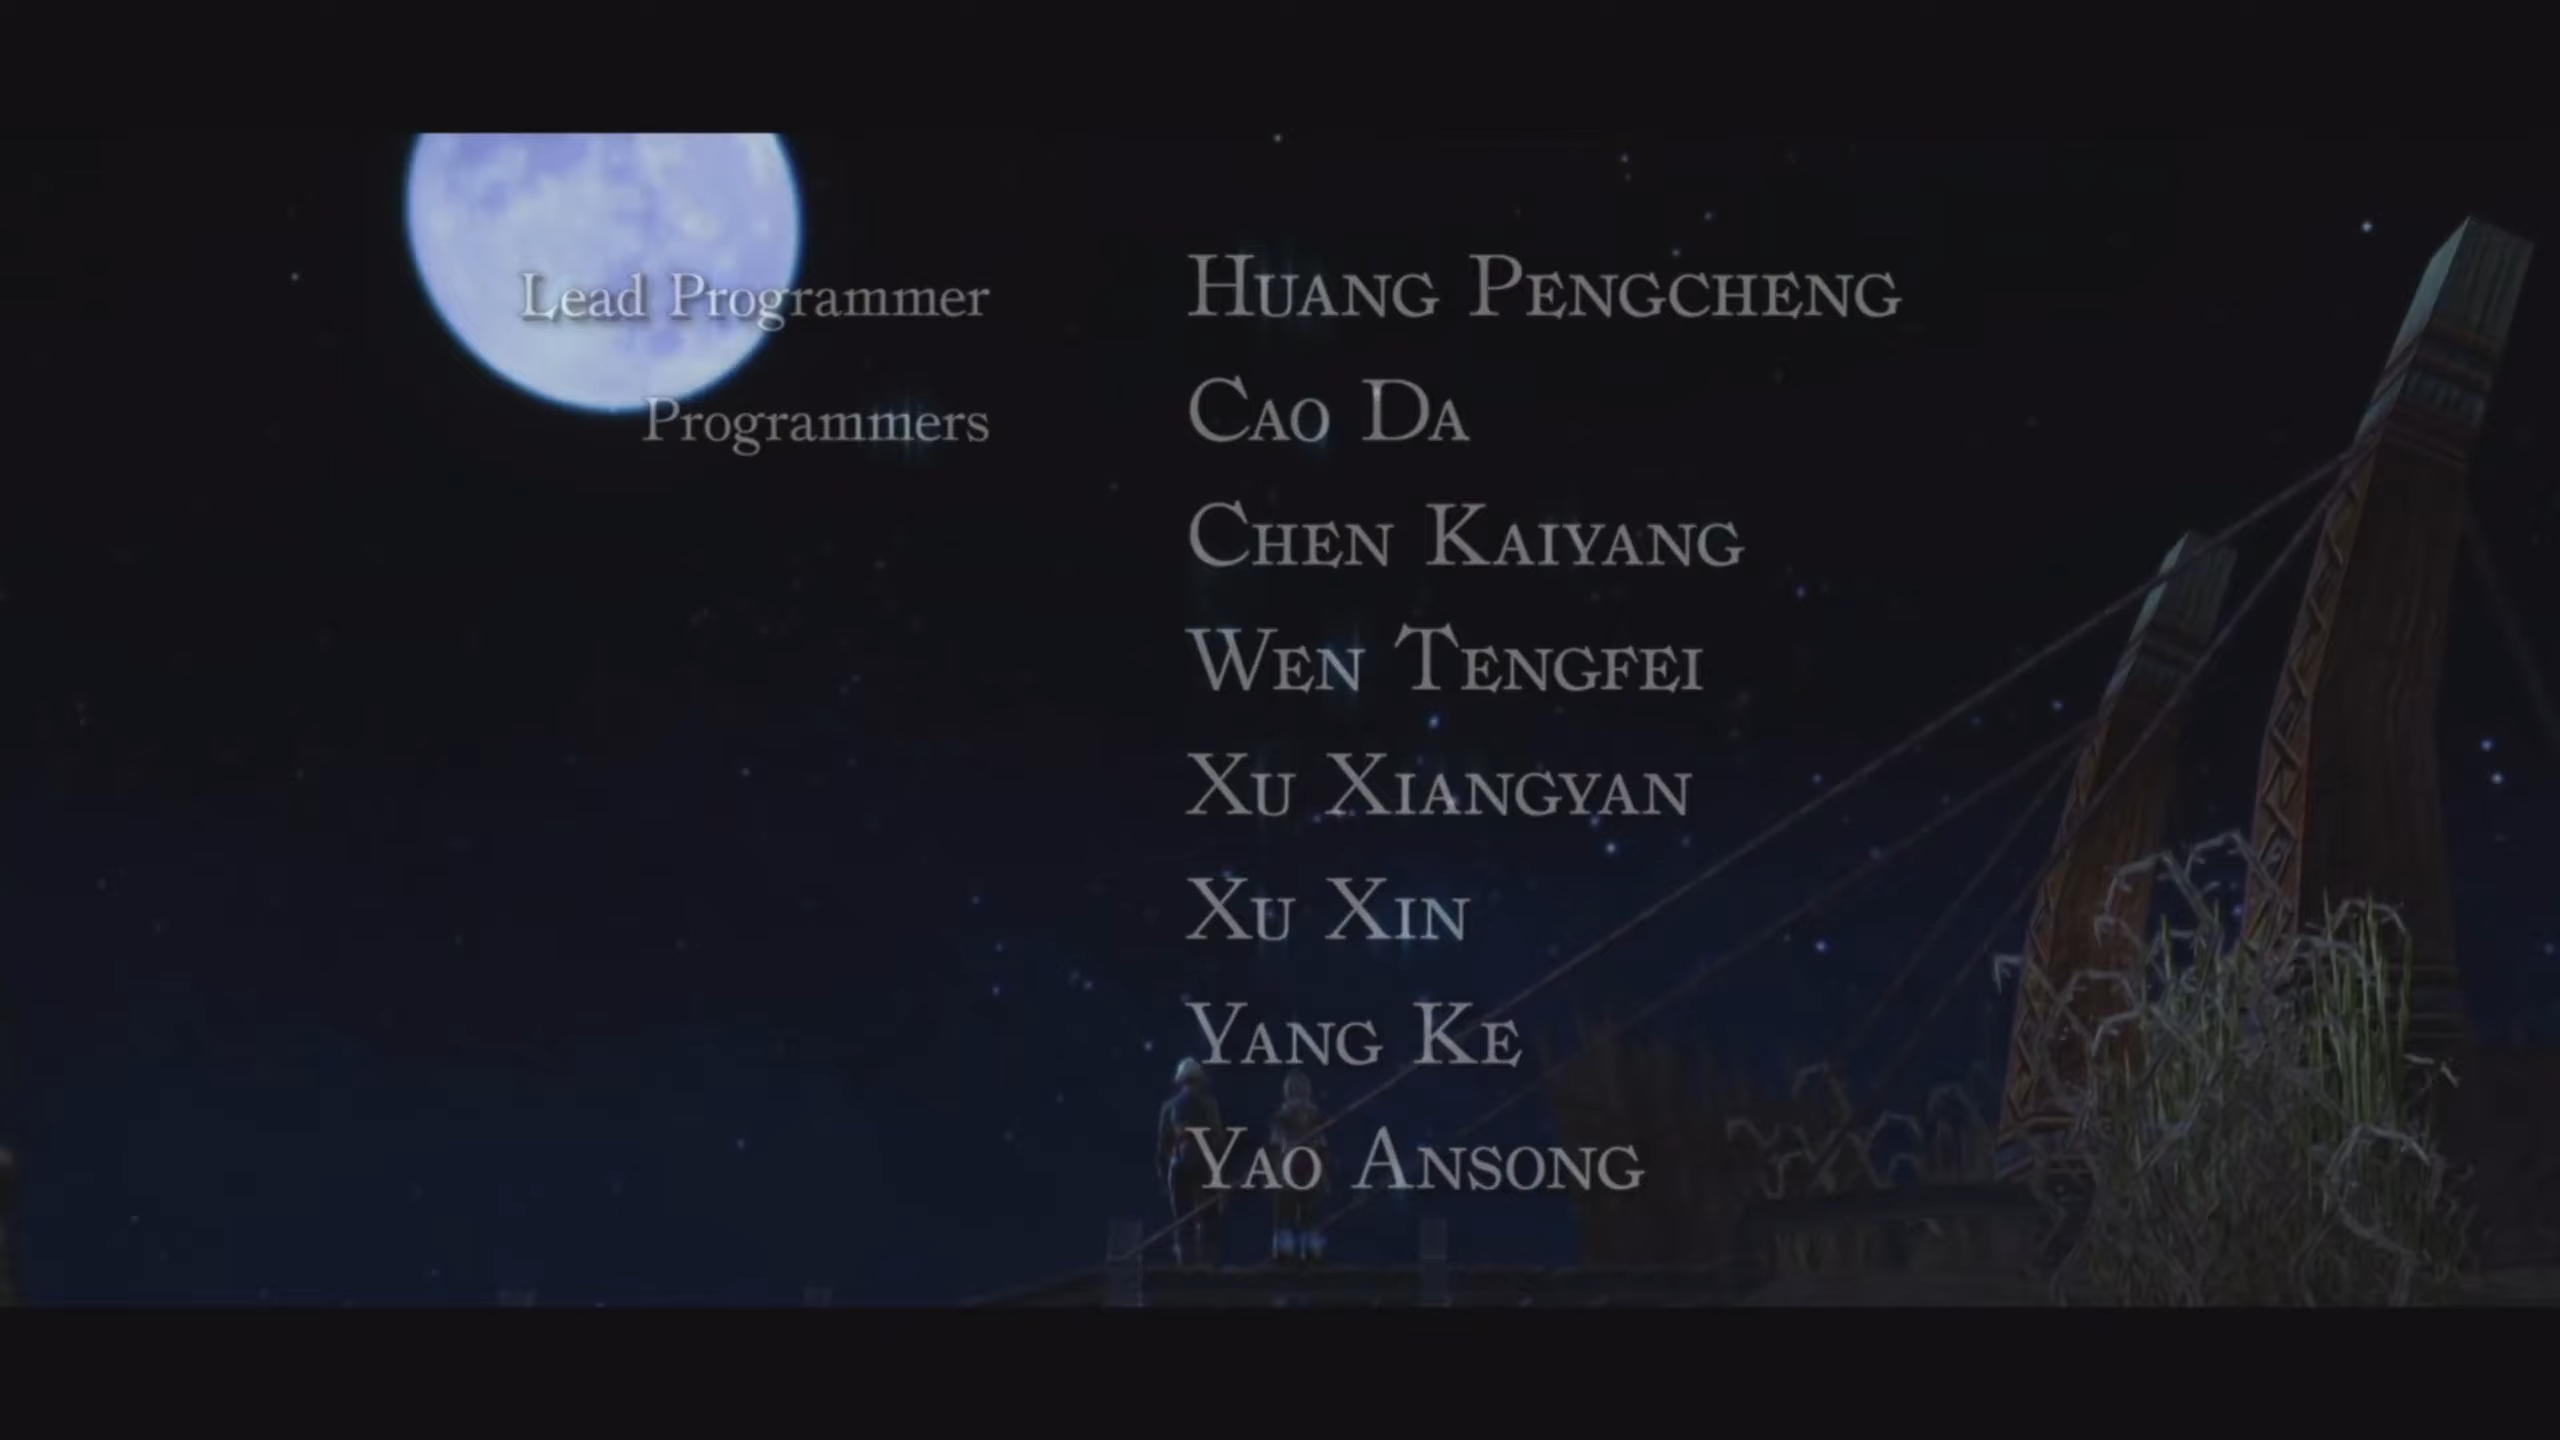 Lead Programmer Huang Pengcheng
Programmers Cao Da
Chen Kaiyang
Wen Tengfei
Xu Xiangyan
Xu Xin
Yang Ke
Yao Ansong